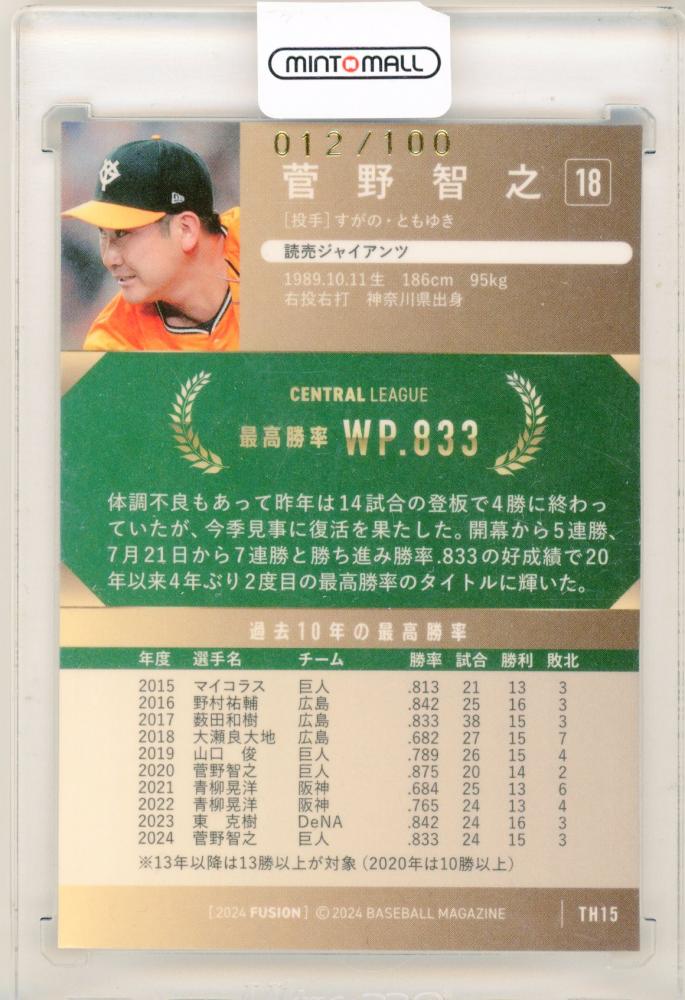 MINTOMALL
012/100
菅野智之 18
[投手]すがの・ともゆき
読売ジャイアンツ
1989.10.11生 186cm 95kg
右投右打 神奈川県出身
CENTRAL LEAGUE
最高勝率 WP.833
体調不良もあって昨年は14試合の登板で4勝に終わっ
ていたが、今季見事に復活を果たした。開幕から5連勝、
7月21日から7連勝と勝ち進み勝率.833の好成績で20
年以来4年ぶり2度目の最高勝率のタイトルに輝いた。
過去10年の最高勝率
年度 選手名 チーム 勝率 試合 勝利 敗北
2015 マイコラス 巨人 .813 21 13 3
2016 野村祐輔 広島 .842 25 16 3
2017 薮田和樹 広島 .833 38 15 3
2018 大瀬良大地 広島 .682 27 15 7
2019 山口 俊 巨人 .789 26 15 4
2020 菅野智之 巨人 .875 20 14 2
2021 青柳晃洋 阪神 .684 25 13 6
2022 青柳晃洋 阪神 .765 24 13 4
2023 東 克樹 DeNA .842 24 16 3
2024 菅野智之 巨人 .833 24 15 3
※13年以降は13勝以上が対象（2020年は10勝以上）
[2024 FUSION] ©2024 BASEBALL MAGAZINE TH15